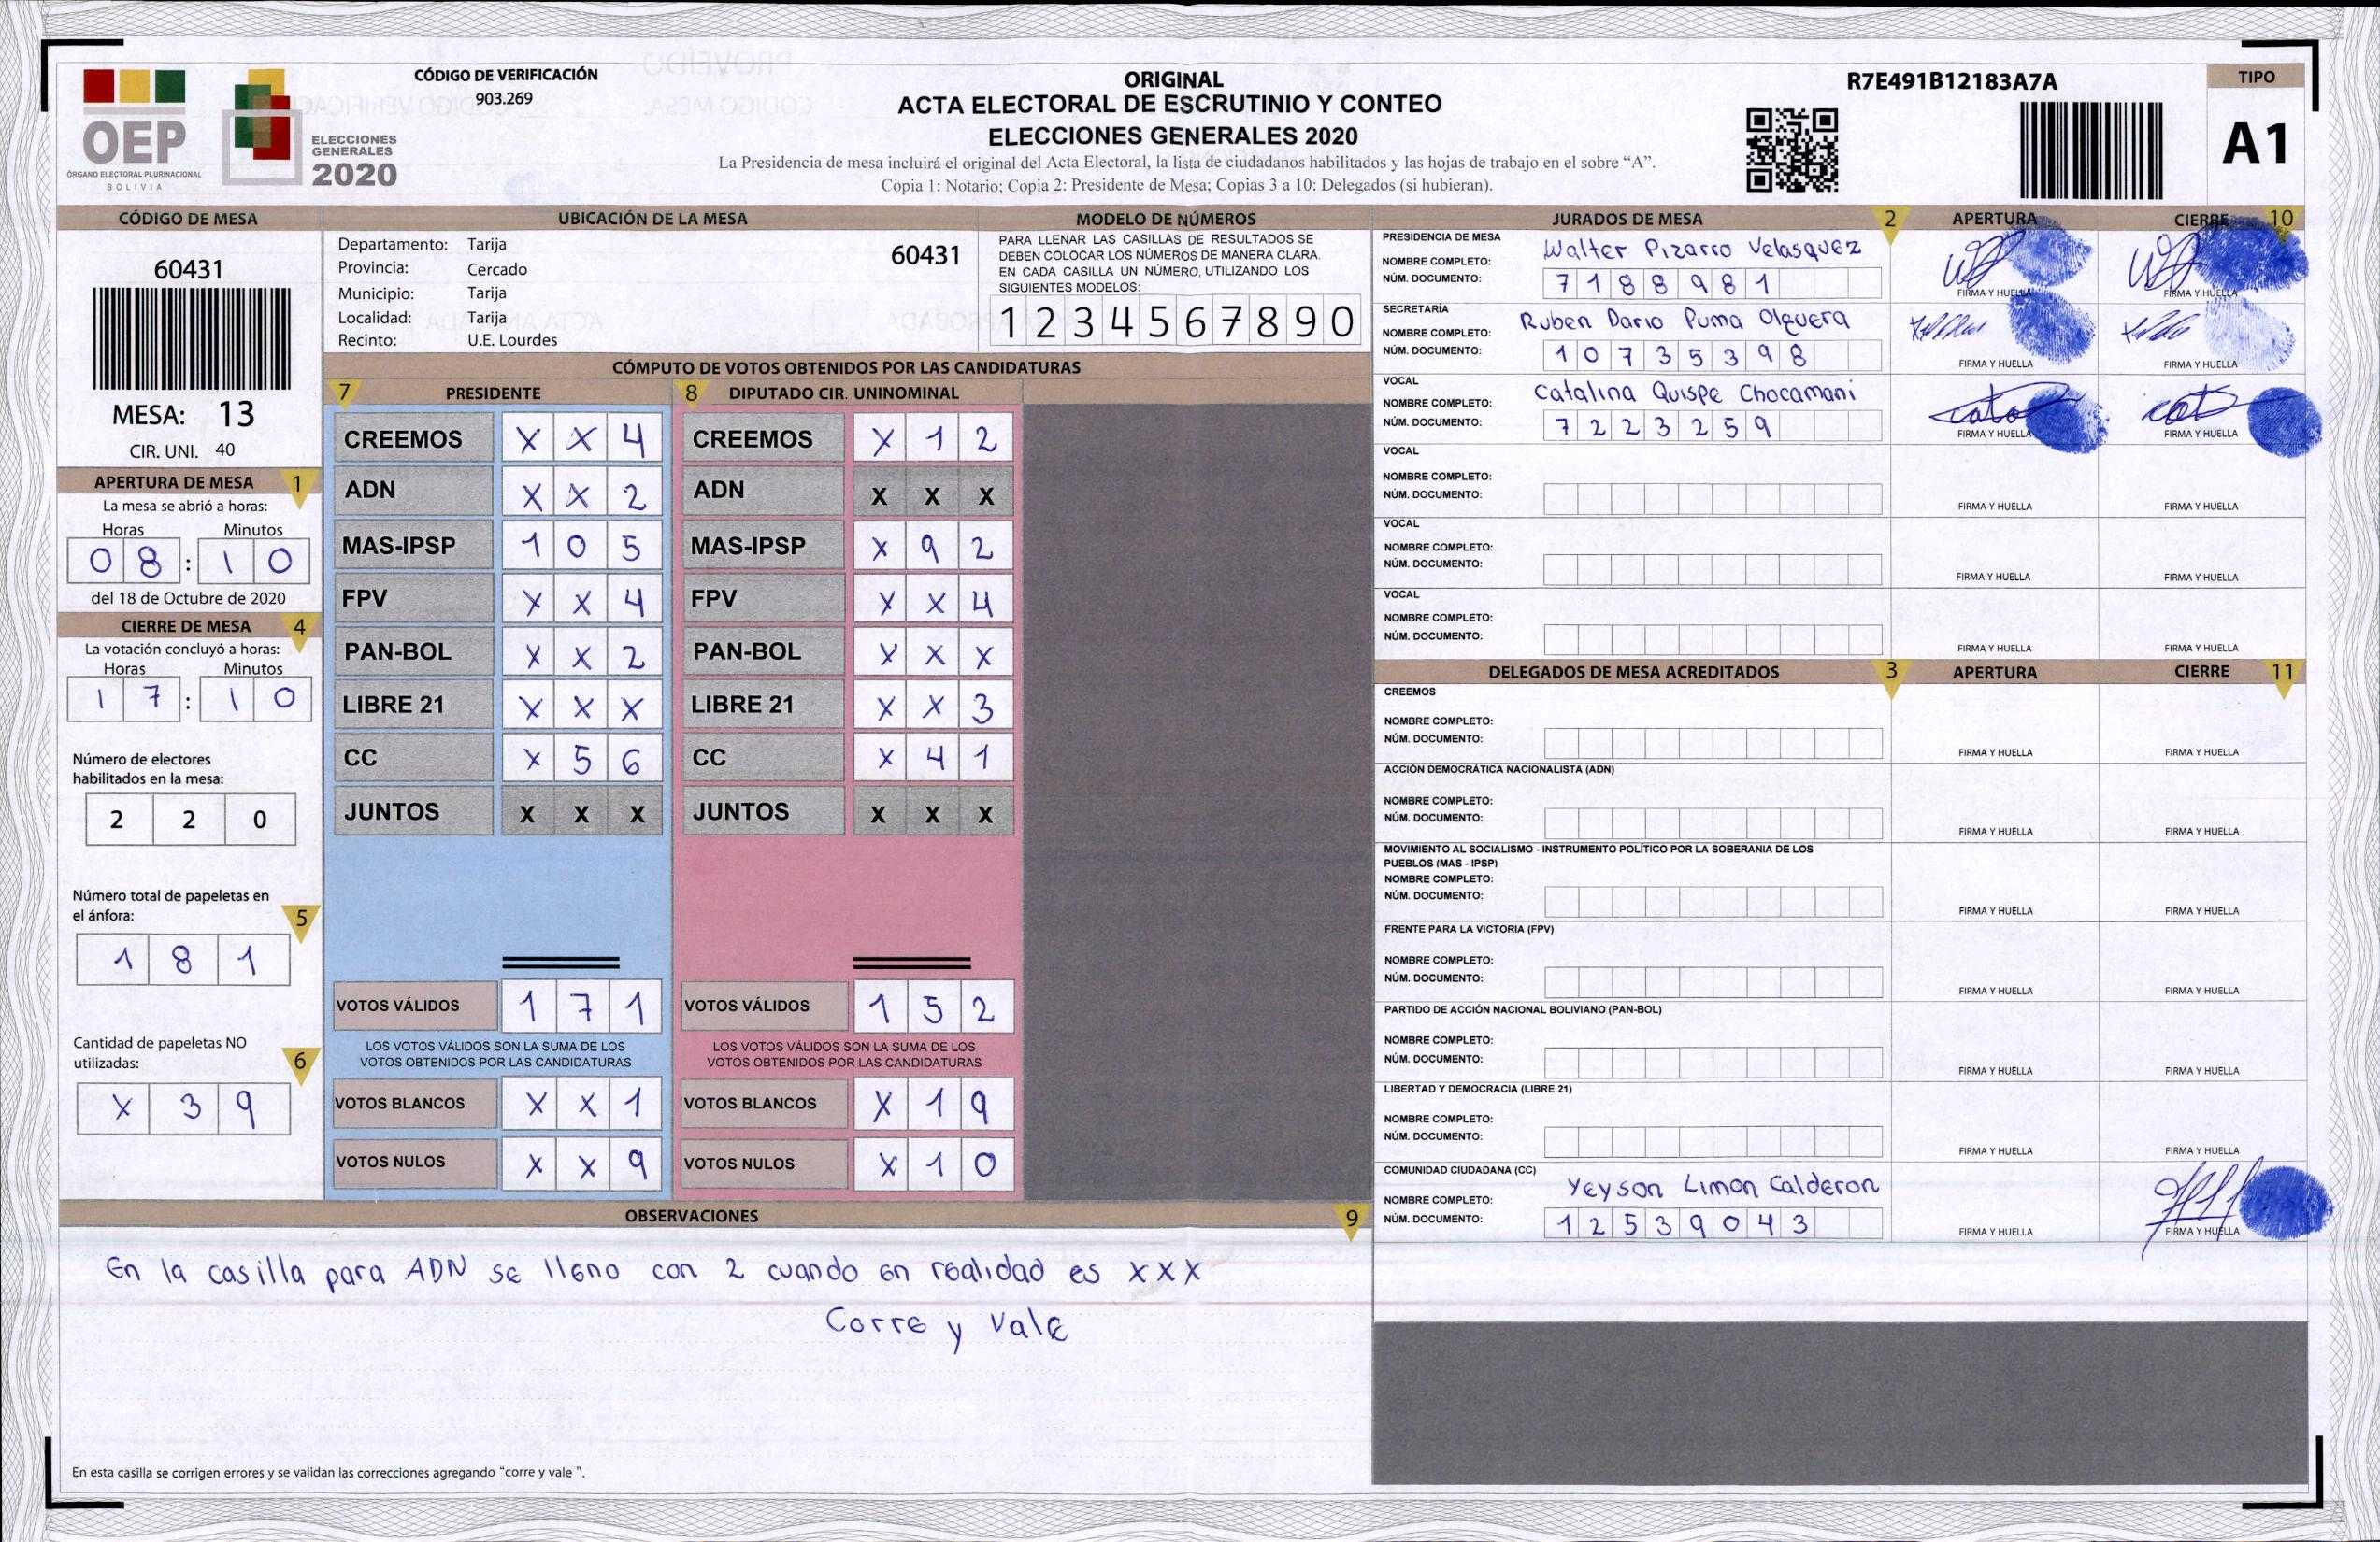 CÓDIGO DE VERIFICACIÓN
903.269
OEP
ÓRGANO ELECTORAL PLURINACIONAL
BOLIVIA
ELECCIONES
GENERALES
2020
ORIGINAL
ACTA ELECTORAL DE ESCRUTINIO Y CONTEO
ELECCIONES GENERALES 2020
La Presidencia de mesa incluirá el original del Acta Electoral, la lista de ciudadanos habilitados y las hojas de trabajo en el sobre “A”.
Copia 1: Notario; Copia 2: Presidente de Mesa; Copias 3 a 10: Delegados (si hubieran).
R7E491B12183A7A
TIPO
A1
CÓDIGO DE MESA
60431
MESA: 13
CIR. UNI. 40
APERTURA DE MESA 1
La mesa se abrió a horas:
Horas Minutos
0 8 : 1 0
del 18 de Octubre de 2020
CIERRE DE MESA 4
La votación concluyó a horas:
Horas Minutos
1 7 : 1 0
Número de electores
habilitados en la mesa:
2 2 0
Número total de papeletas en
el ánfora: 5
1 8 1
Cantidad de papeletas NO
utilizadas: 6
X 3 9
UBICACIÓN DE LA MESA
Departamento: Tarija 60431
Provincia: Cercado
Municipio: Tarija
Localidad: Tarija
Recinto: U.E. Lourdes
MODELO DE NÚMEROS
PARA LLENAR LAS CASILLAS DE RESULTADOS SE
DEBEN COLOCAR LOS NÚMEROS DE MANERA CLARA.
EN CADA CASILLA UN NÚMERO, UTILIZANDO LOS
SIGUIENTES MODELOS:
1 2 3 4 5 6 7 8 9 0
CÓMPUTO DE VOTOS OBTENIDOS POR LAS CANDIDATURAS
7 PRESIDENTE
CREEMOS X X 4
ADN X X 2
MAS-IPSP 1 0 5
FPV X X 4
PAN-BOL X X 2
LIBRE 21 X X X
CC X 5 6
JUNTOS X X X
VOTOS VÁLIDOS 1 7 1
LOS VOTOS VÁLIDOS SON LA SUMA DE LOS
VOTOS OBTENIDOS POR LAS CANDIDATURAS
VOTOS BLANCOS X X 1
VOTOS NULOS X X 9
8 DIPUTADO CIR. UNINOMINAL
CREEMOS X 1 2
ADN X X X
MAS-IPSP X 9 2
FPV X X 4
PAN-BOL X X X
LIBRE 21 X X 3
CC X 4 1
JUNTOS X X X
VOTOS VÁLIDOS 1 5 2
LOS VOTOS VÁLIDOS SON LA SUMA DE LOS
VOTOS OBTENIDOS POR LAS CANDIDATURAS
VOTOS BLANCOS X 1 9
VOTOS NULOS X 1 0
JURADOS DE MESA 2 APERTURA CIERRE 10
PRESIDENCIA DE MESA
NOMBRE COMPLETO: Walter Pizarro Velasquez
NÚM. DOCUMENTO: 7 1 8 8 9 8 1
FIRMA Y HUELLA FIRMA Y HUELLA
SECRETARÍA
NOMBRE COMPLETO: Ruben Dario Puma Olguera
NÚM. DOCUMENTO: 1 0 7 3 5 3 9 8
FIRMA Y HUELLA FIRMA Y HUELLA
VOCAL
NOMBRE COMPLETO: Catalina Quispe Chocamani
NÚM. DOCUMENTO: 7 2 2 3 2 5 9
FIRMA Y HUELLA FIRMA Y HUELLA
VOCAL
NOMBRE COMPLETO:
NÚM. DOCUMENTO:
FIRMA Y HUELLA FIRMA Y HUELLA
VOCAL
NOMBRE COMPLETO:
NÚM. DOCUMENTO:
FIRMA Y HUELLA FIRMA Y HUELLA
VOCAL
NOMBRE COMPLETO:
NÚM. DOCUMENTO:
FIRMA Y HUELLA FIRMA Y HUELLA
DELEGADOS DE MESA ACREDITADOS 3 APERTURA CIERRE 11
CREEMOS
NOMBRE COMPLETO:
NÚM. DOCUMENTO:
FIRMA Y HUELLA FIRMA Y HUELLA
ACCIÓN DEMOCRÁTICA NACIONALISTA (ADN)
NOMBRE COMPLETO:
NÚM. DOCUMENTO:
FIRMA Y HUELLA FIRMA Y HUELLA
MOVIMIENTO AL SOCIALISMO - INSTRUMENTO POLÍTICO POR LA SOBERANIA DE LOS
PUEBLOS (MAS - IPSP)
NOMBRE COMPLETO:
NÚM. DOCUMENTO:
FIRMA Y HUELLA FIRMA Y HUELLA
FRENTE PARA LA VICTORIA (FPV)
NOMBRE COMPLETO:
NÚM. DOCUMENTO:
FIRMA Y HUELLA FIRMA Y HUELLA
PARTIDO DE ACCIÓN NACIONAL BOLIVIANO (PAN-BOL)
NOMBRE COMPLETO:
NÚM. DOCUMENTO:
FIRMA Y HUELLA FIRMA Y HUELLA
LIBERTAD Y DEMOCRACIA (LIBRE 21)
NOMBRE COMPLETO:
NÚM. DOCUMENTO:
FIRMA Y HUELLA FIRMA Y HUELLA
COMUNIDAD CIUDADANA (CC)
NOMBRE COMPLETO: Yeyson Limon Calderon
NÚM. DOCUMENTO: 1 2 5 3 9 0 4 3
FIRMA Y HUELLA FIRMA Y HUELLA
OBSERVACIONES 9
En la casilla para ADN se lleno con 2 cuando en realidad es XXX
Corre y Vale
En esta casilla se corrigen errores y se validan las correcciones agregando “corre y vale ”.